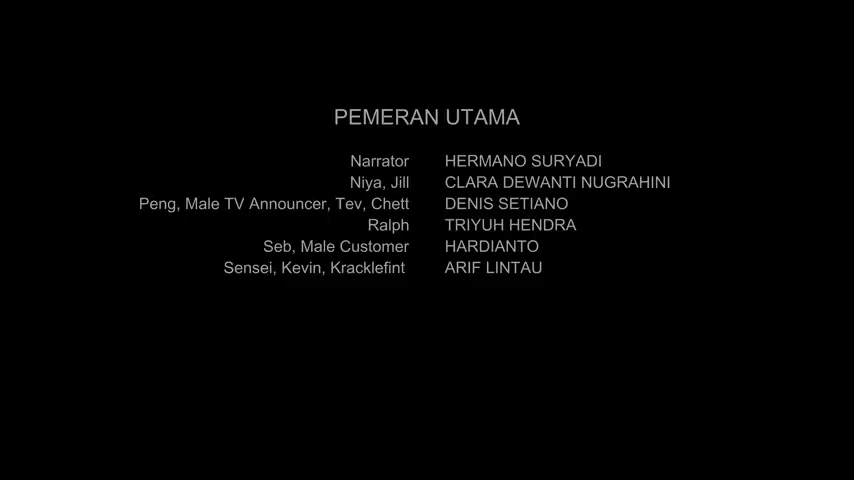 PEMERAN UTAMA
Narrator HERMANO SURYADI
Niya, Jill CLARA DEWANTI NUGRAHINI
Peng, Male TV Announcer, Tev, Chett DENIS SETIANO
Ralph TRIYUH HENDRA
Seb, Male Customer HARDIANTO
Sensei, Kevin, Kracklefint ARIF LINTAU